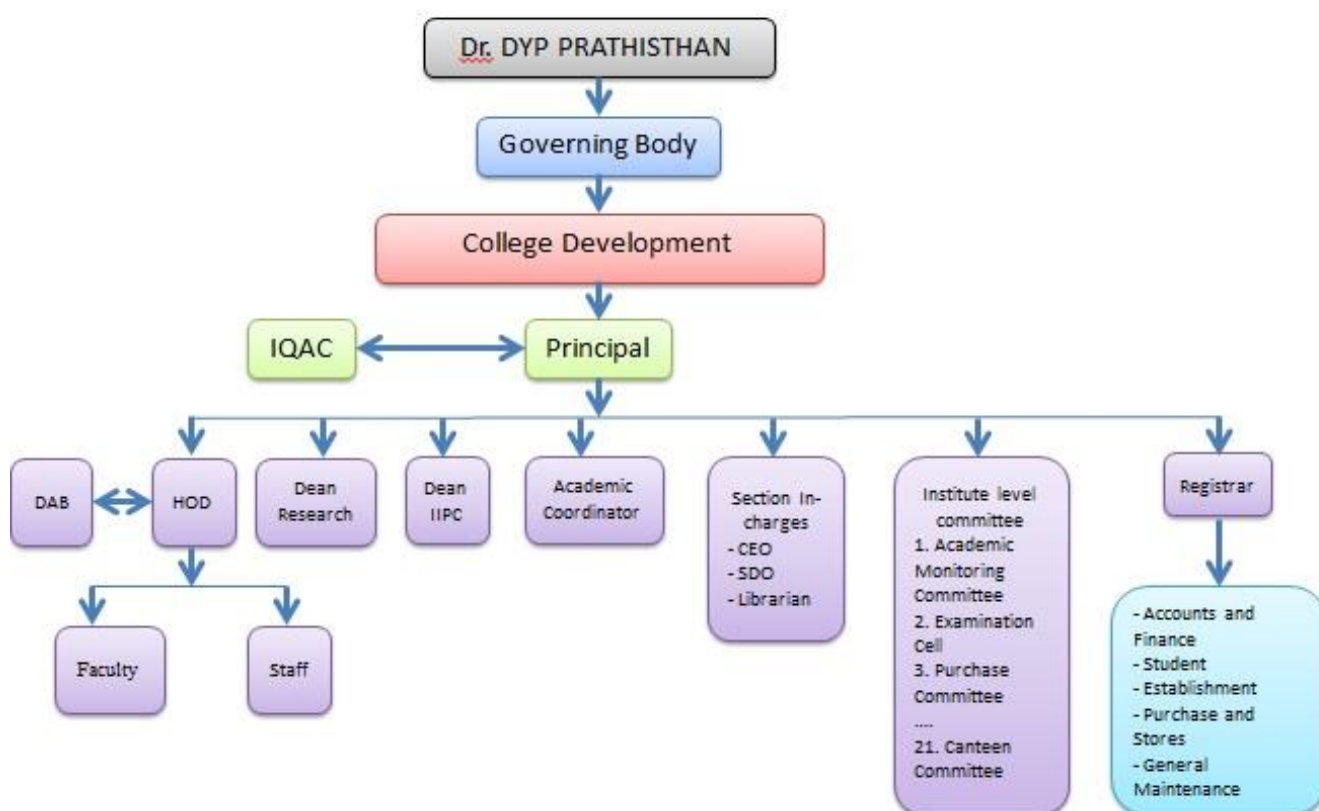 Dr. DYP PRATHISTHAN
Governing Body
College Development
IQAC
Principal
DAB
HOD
Dean
Research
Dean
IIPC
Academic
Coordinator
Section In-
charges
- CEO
- SDO
- Librarian
Institute level
committee
1. Academic
Monitoring
Committee
2. Examination
Cell
3. Purchase
Committee
....
21. Canteen
Committee
Registrar
Faculty
Staff
- Accounts and
Finance
- Student
- Establishment
- Purchase and
Stores
- General
Maintenance